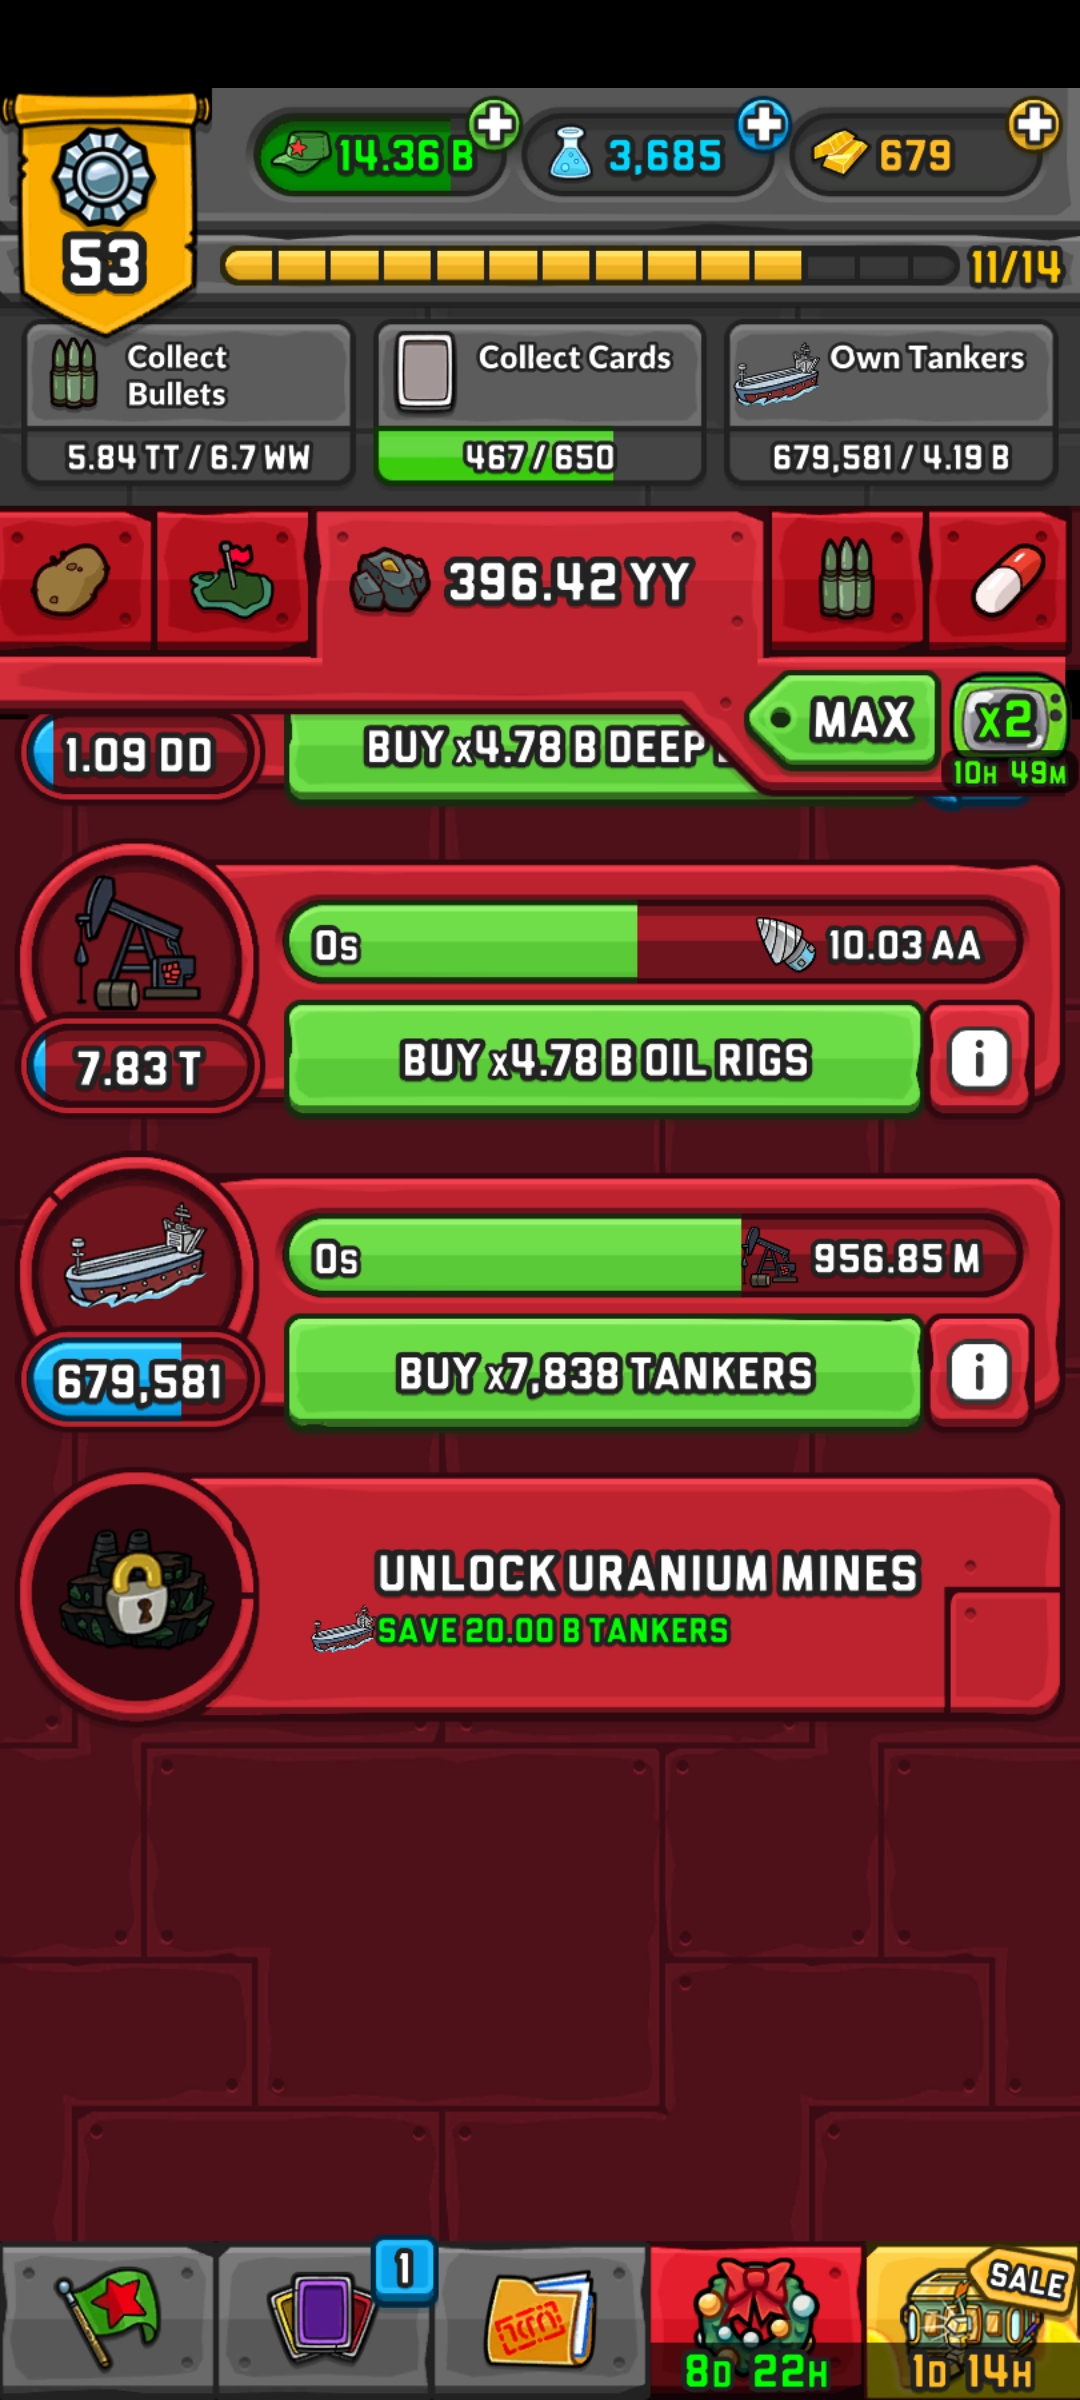 14.36 B
3,685
679
53
11/14
Collect
Bullets
5.84 TT / 6.7 WW
Collect Cards
467 / 650
Own Tankers
679,581 / 4.19 B
396.42 YY
MAX
x2
10H 49M
1.09 DD
BUY x4.78 B DEEP
0s
10.03 AA
7.83 T
BUY x4.78 B OIL RIGS
i
0s
956.85 M
679,581
BUY x7,838 TANKERS
i
UNLOCK URANIUM MINES
SAVE 20.00 B TANKERS
1
8D 22H
SALE
1D 14H